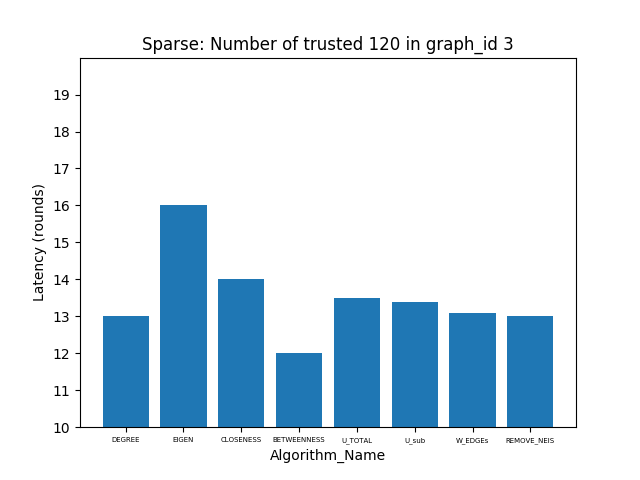 Sparse: Number of trusted 120 in graph_id 3
Latency (rounds)
19
18
17
16
15
14
13
12
11
10
DEGREE EIGEN CLOSENESS BETWEENNESS U_TOTAL U_sub W_EDGEs REMOVE_NEIS
Algorithm_Name